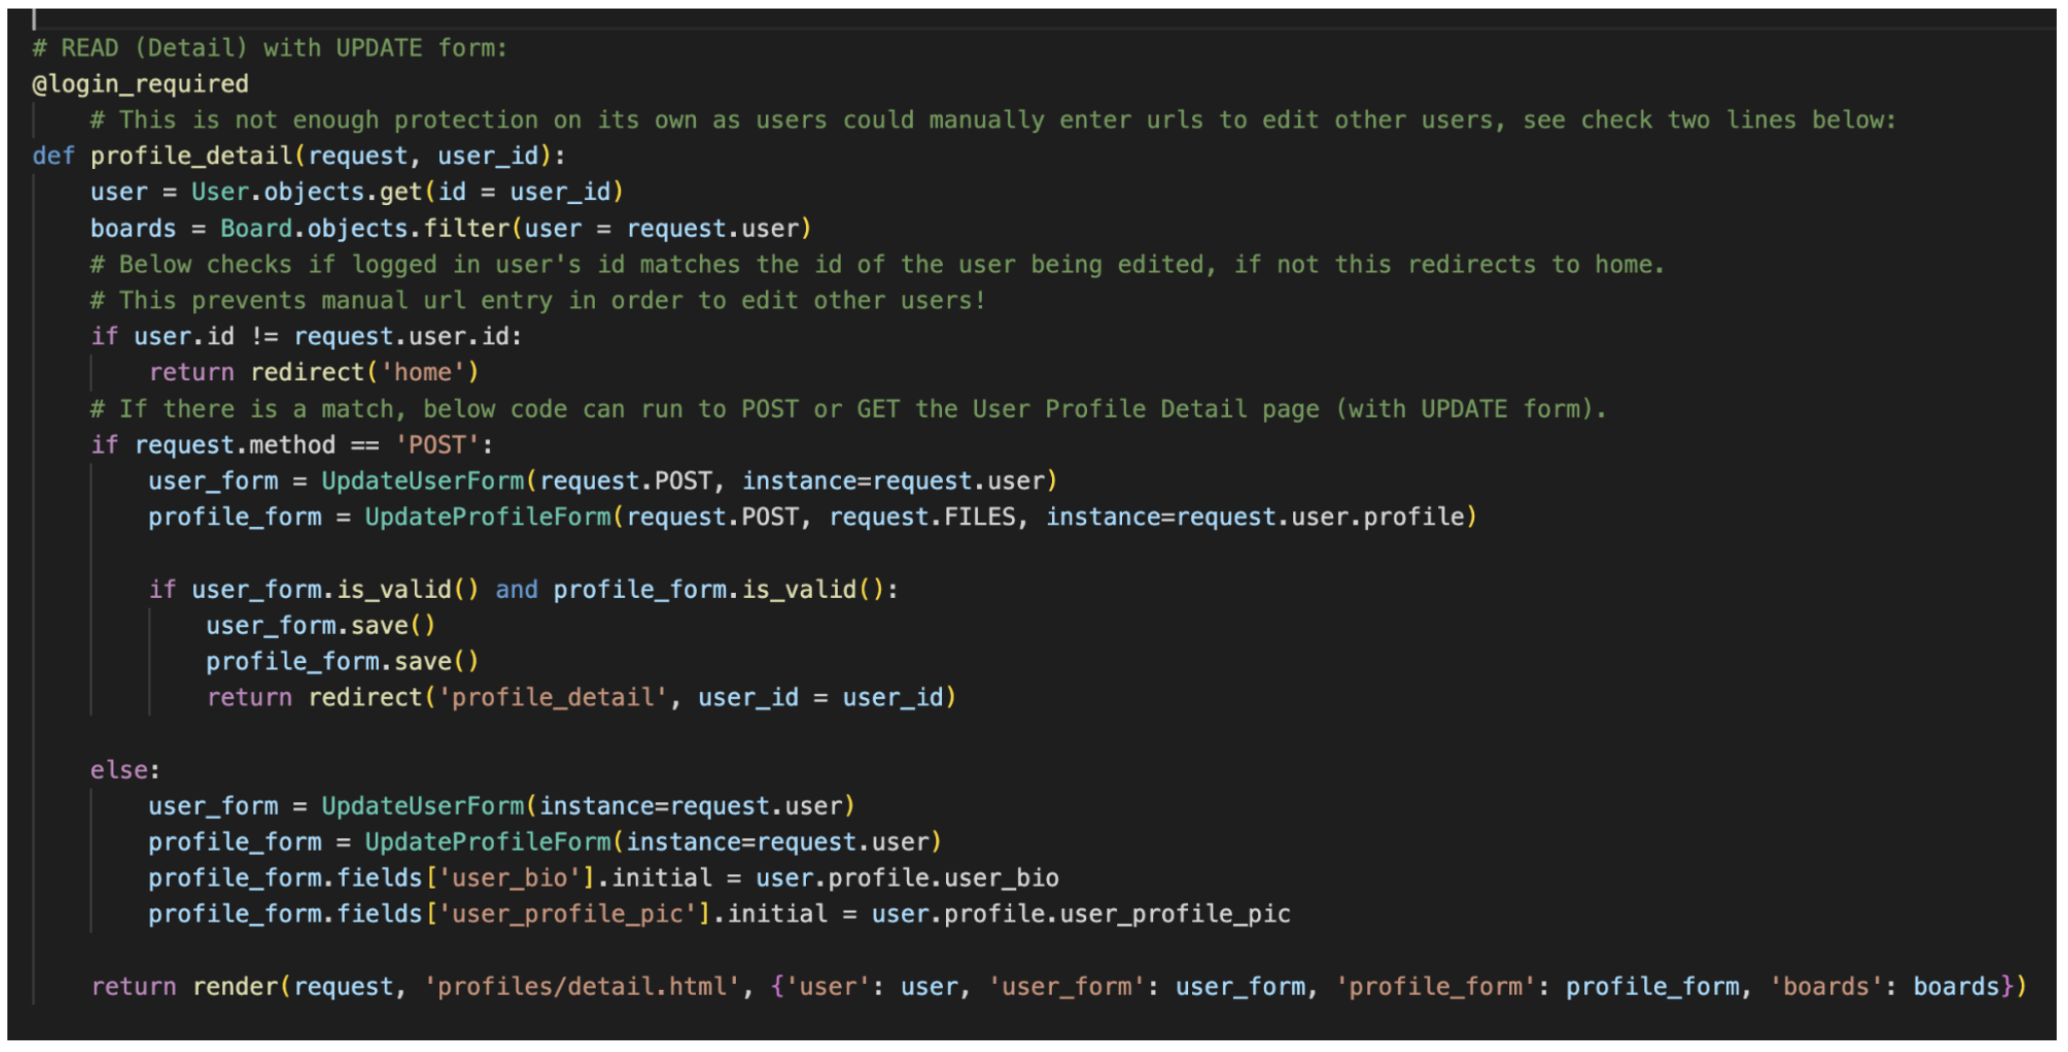 # READ (Detail) with UPDATE form:
@login_required
    # This is not enough protection on its own as users could manually enter urls to edit other users, see check two lines below:
def profile_detail(request, user_id):
    user = User.objects.get(id = user_id)
    boards = Board.objects.filter(user = request.user)
    # Below checks if logged in user's id matches the id of the user being edited, if not this redirects to home.
    # This prevents manual url entry in order to edit other users!
    if user.id != request.user.id:
        return redirect('home')
    # If there is a match, below code can run to POST or GET the User Profile Detail page (with UPDATE form).
    if request.method == 'POST':
        user_form = UpdateUserForm(request.POST, instance=request.user)
        profile_form = UpdateProfileForm(request.POST, request.FILES, instance=request.user.profile)
        if user_form.is_valid() and profile_form.is_valid():
            user_form.save()
            profile_form.save()
            return redirect('profile_detail', user_id = user_id)
    else:
        user_form = UpdateUserForm(instance=request.user)
        profile_form = UpdateProfileForm(instance=request.user)
        profile_form.fields['user_bio'].initial = user.profile.user_bio
        profile_form.fields['user_profile_pic'].initial = user.profile.user_profile_pic
    return render(request, 'profiles/detail.html', {'user': user, 'user_form': user_form, 'profile_form': profile_form, 'boards': boards})